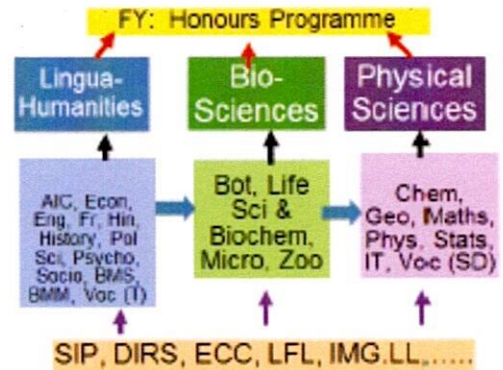 FY: Honours Programme
Lingua-
Humanities
Bio-
Sciences
Physical
Sciences
AIC, Econ,
Eng, Fr, Hin,
History, Pol
Sci, Psycho,
Socio, BMS,
BMM, Voc (T)
Bot, Life
Sci &
Biochem,
Micro, Zoo
Chem,
Geo, Maths,
Phys, Stats,
IT, Voc (SD)
SIP, DIRS, ECC, LFL, IMG.LL,.....